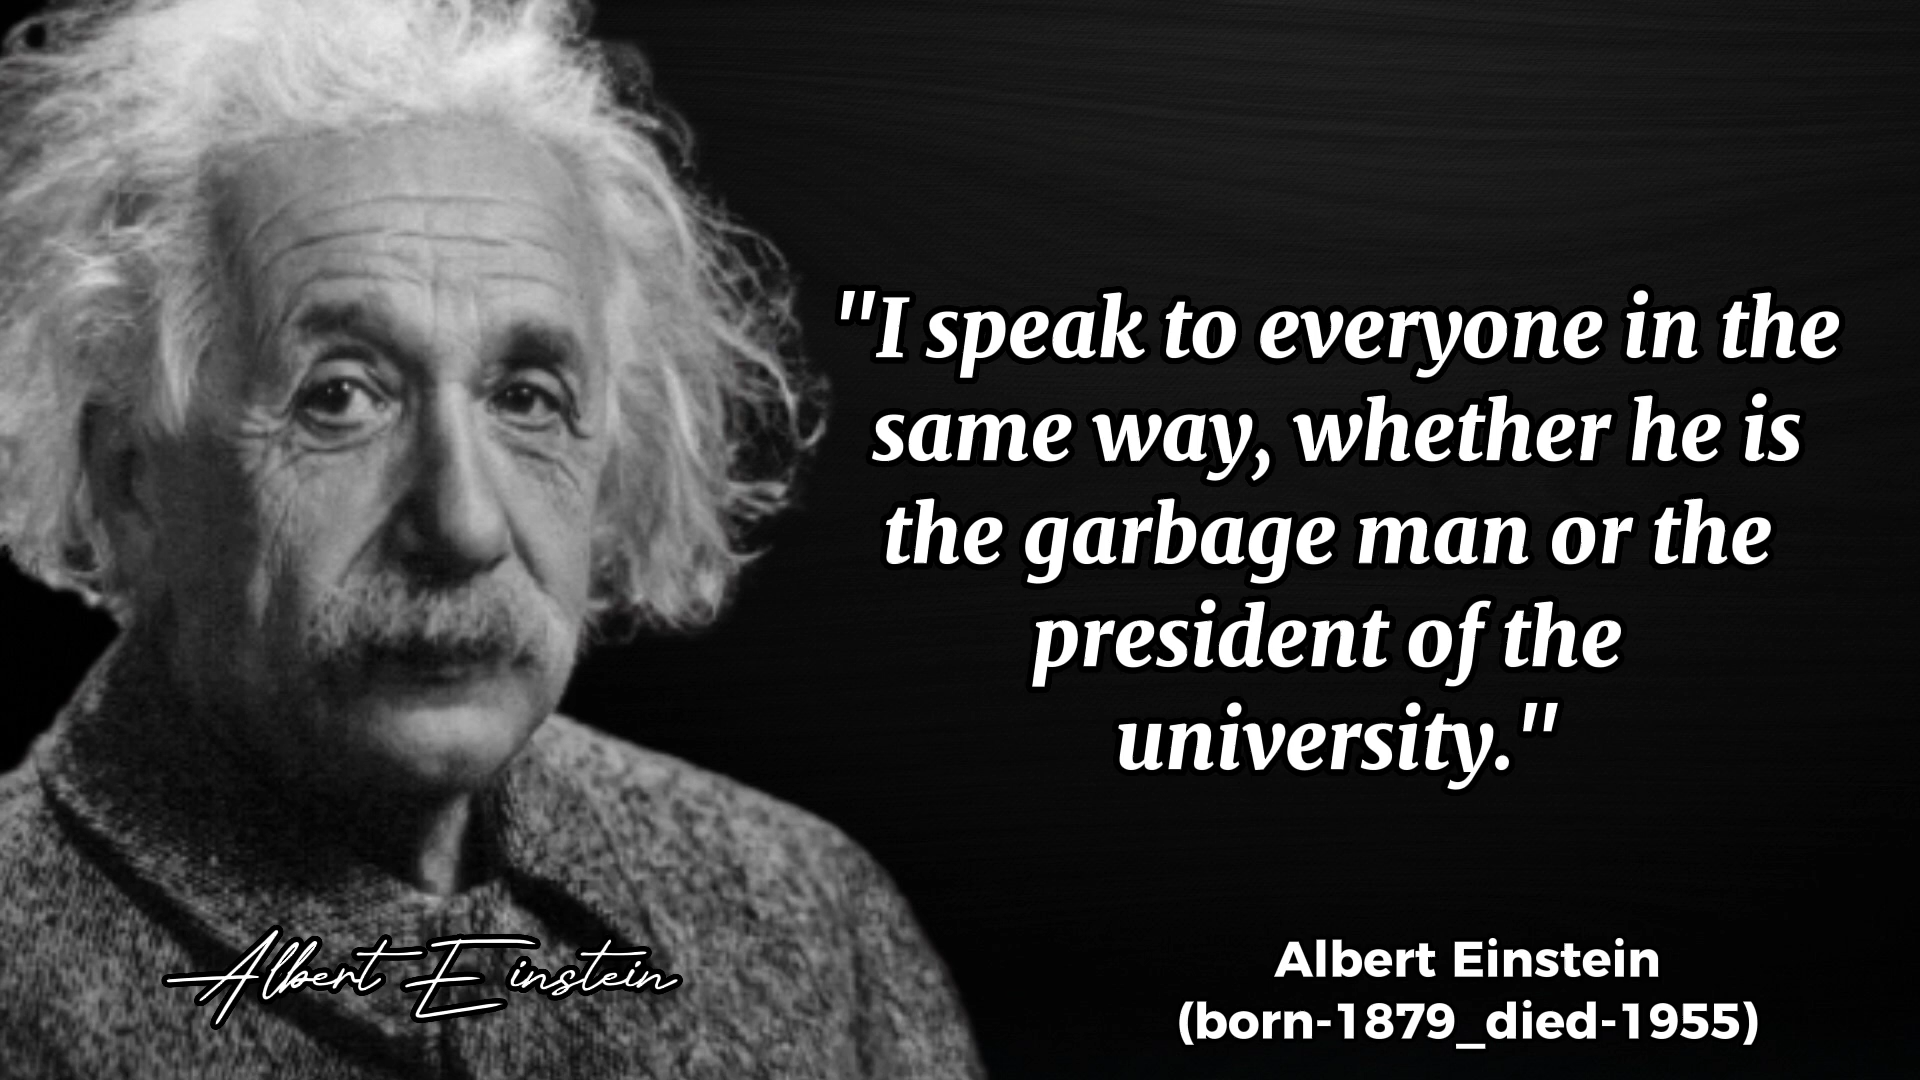 "I speak to everyone in the
same way, whether he is
the garbage man or the
president of the
university."
Albert Einstein
Albert Einstein
(born-1879_died-1955)